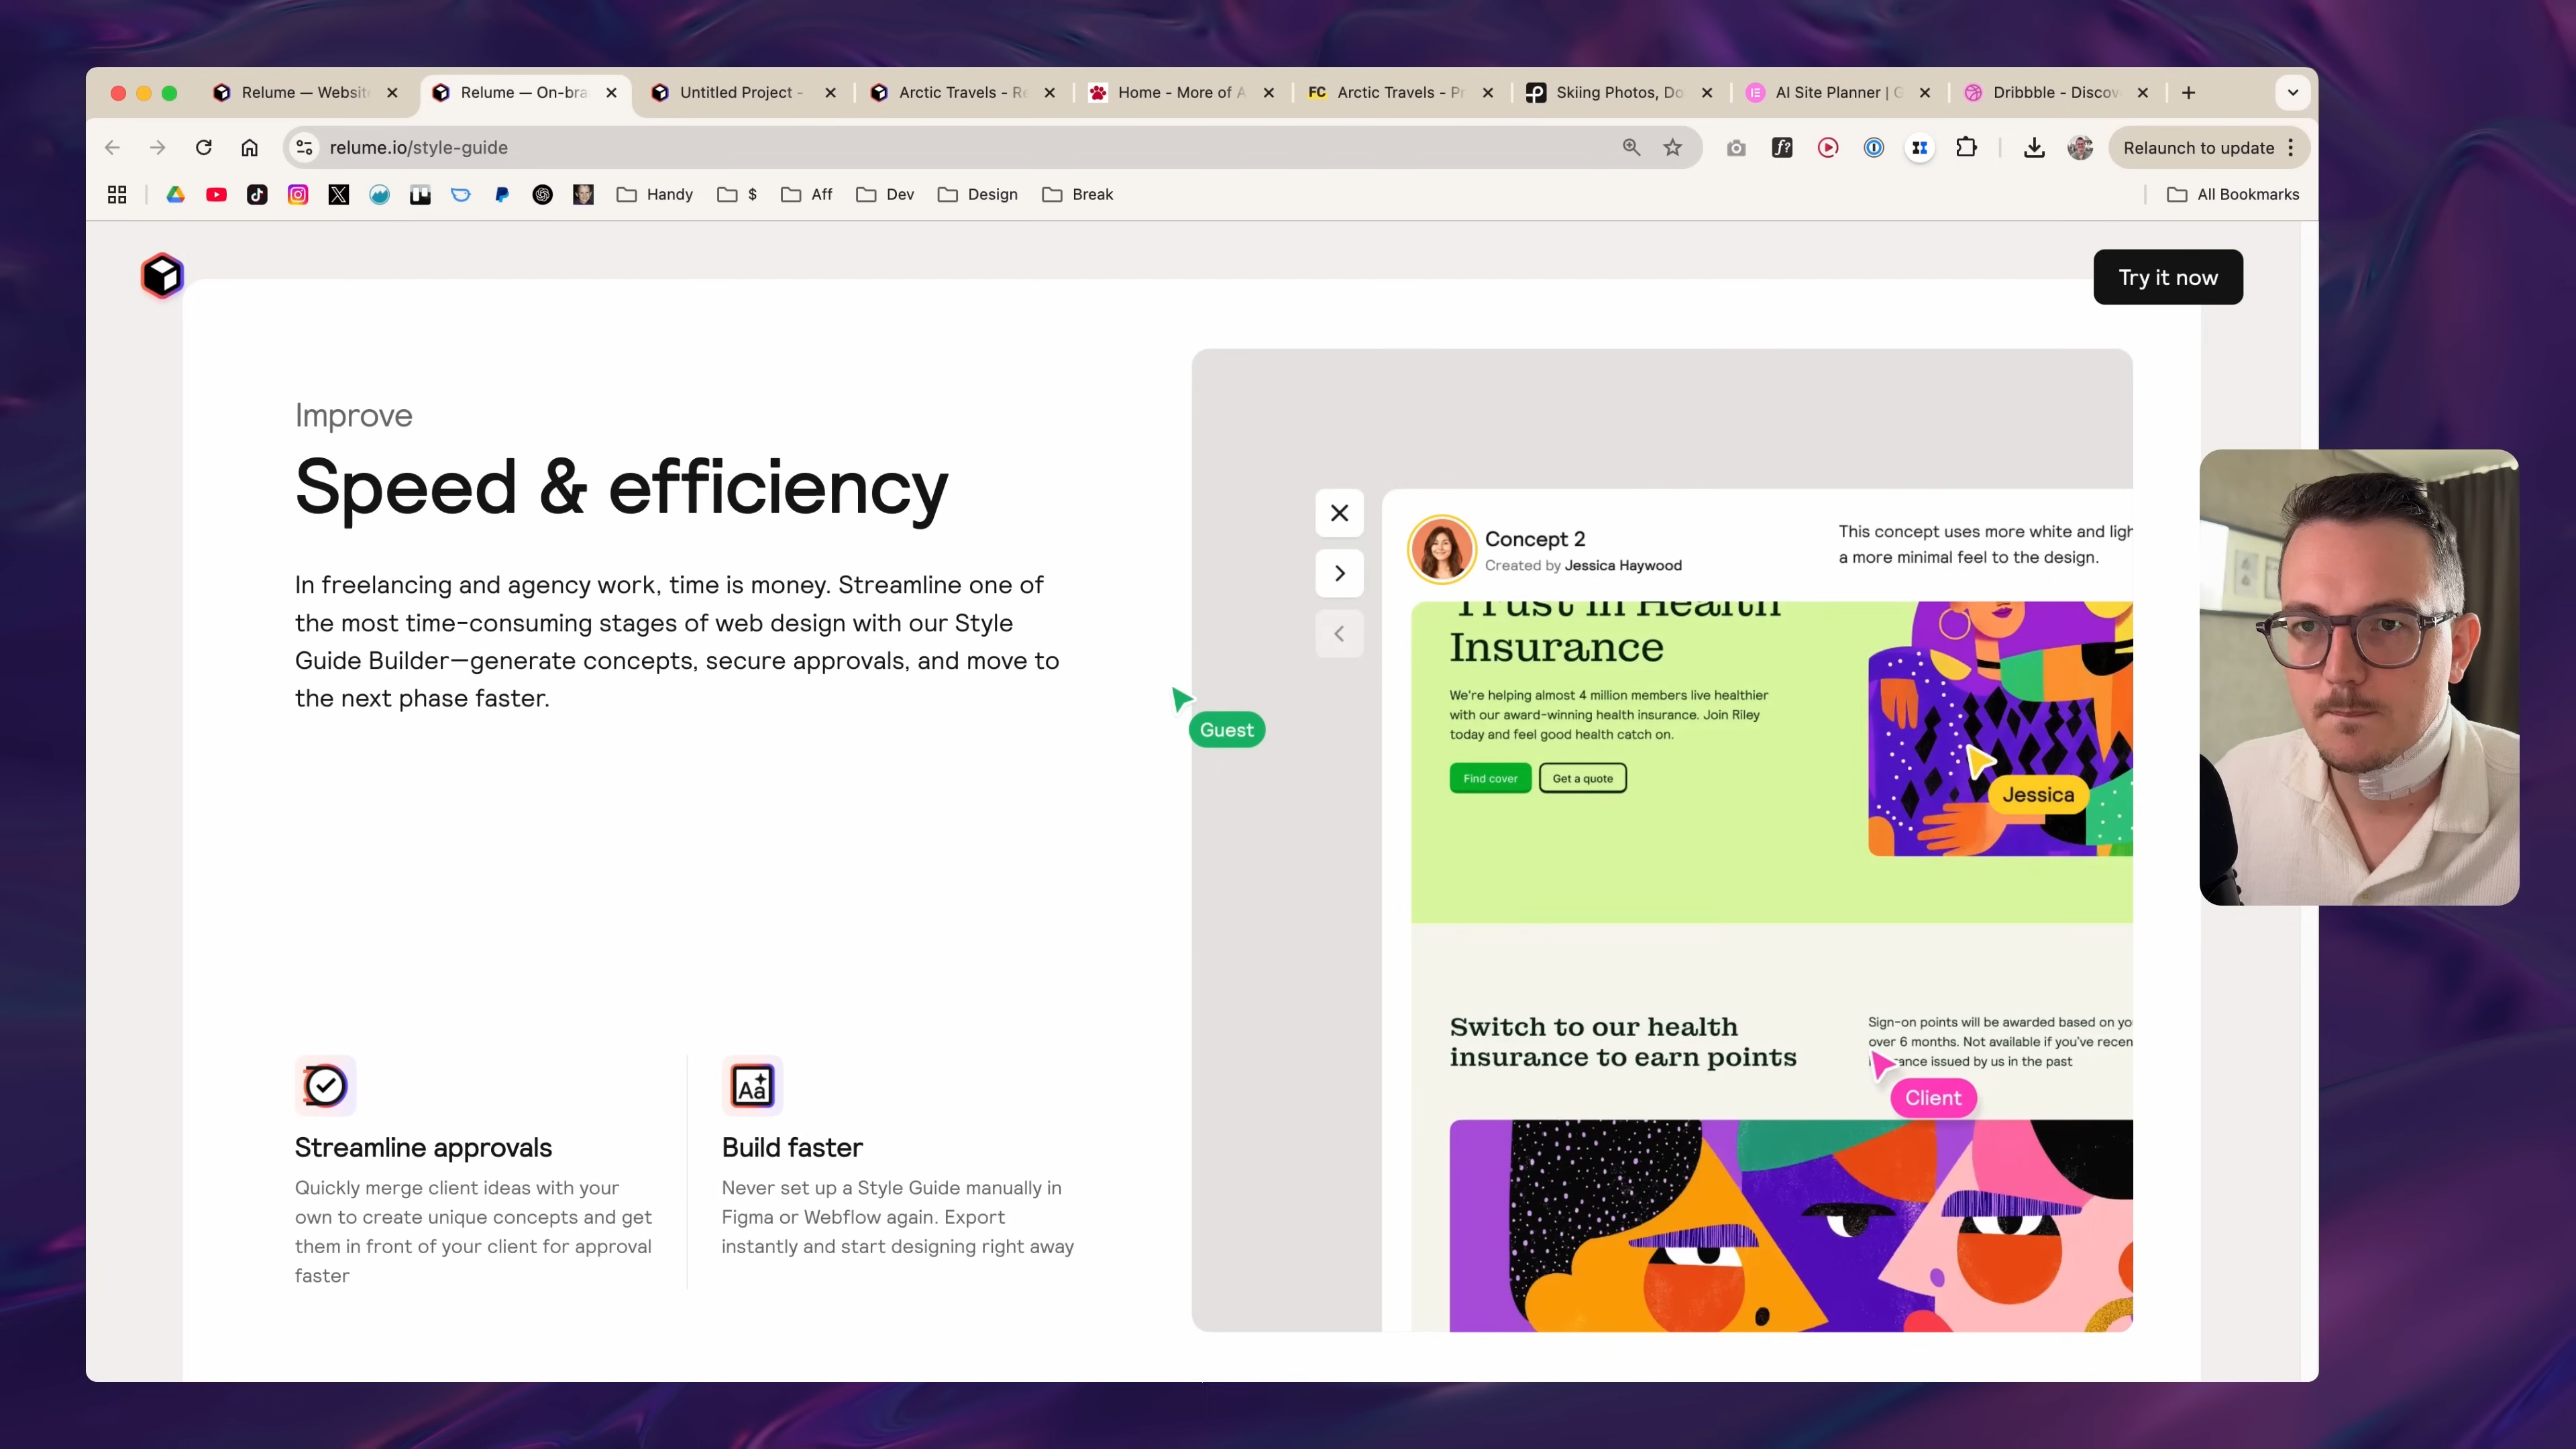 Relume — Websit
Relume — On-bra
Untitled Project -
Arctic Travels - Re
Home - More of A
FC
Arctic Travels - Pr
Skiing Photos, Do
AI Site Planner | G
Dribbble - Discov
relume.io/style-guide
Relaunch to update
Handy
$
Aff
Dev
Design
Break
All Bookmarks
Try it now
Improve
Speed & efficiency
In freelancing and agency work, time is money. Streamline one of
the most time-consuming stages of web design with our Style
Guide Builder—generate concepts, secure approvals, and move to
the next phase faster.
Streamline approvals
Quickly merge client ideas with your
own to create unique concepts and get
them in front of your client for approval
faster
Aa
Build faster
Never set up a Style Guide manually in
Figma or Webflow again. Export
instantly and start designing right away
Guest
Concept 2
Created by Jessica Haywood
This concept uses more white and ligh
a more minimal feel to the design.
Trust in Health
Insurance
We're helping almost 4 million members live healthier
with our award-winning health insurance. Join Riley
today and feel good health catch on.
Find cover
Get a quote
Jessica
Switch to our health
insurance to earn points
Sign-on points will be awarded based on yo
over 6 months. Not available if you've recen
rance issued by us in the past
Client